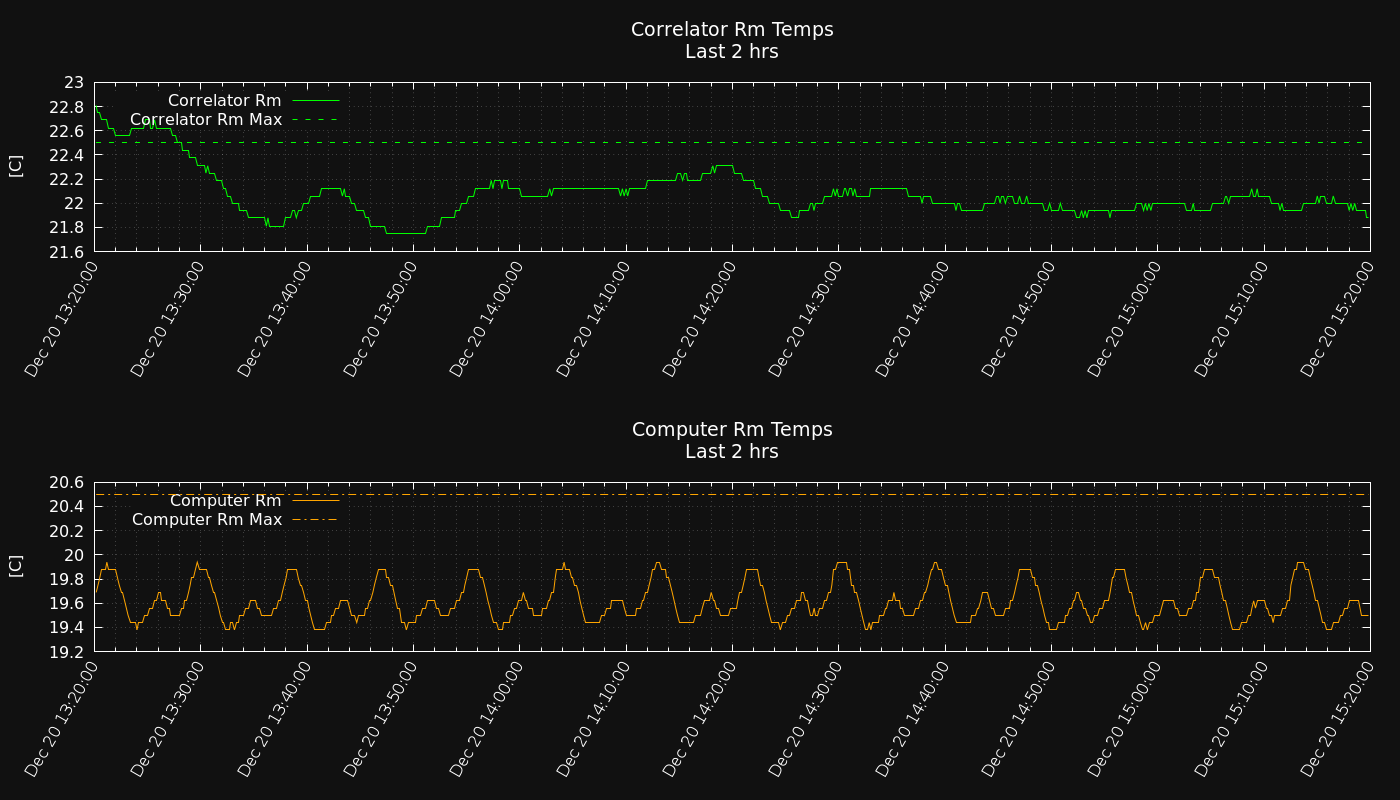 Correlator Rm Temps
Last 2 hrs
23
22.8
22.6
22.4
22.2
22
21.8
21.6
[C]
Correlator Rm
Correlator Rm Max
Dec 20 13:20:00
Dec 20 13:30:00
Dec 20 13:40:00
Dec 20 13:50:00
Dec 20 14:00:00
Dec 20 14:10:00
Dec 20 14:20:00
Dec 20 14:30:00
Dec 20 14:40:00
Dec 20 14:50:00
Dec 20 15:00:00
Dec 20 15:10:00
Dec 20 15:20:00
Computer Rm Temps
Last 2 hrs
20.6
20.4
20.2
20
19.8
19.6
19.4
19.2
[C]
Computer Rm
Computer Rm Max
Dec 20 13:20:00
Dec 20 13:30:00
Dec 20 13:40:00
Dec 20 13:50:00
Dec 20 14:00:00
Dec 20 14:10:00
Dec 20 14:20:00
Dec 20 14:30:00
Dec 20 14:40:00
Dec 20 14:50:00
Dec 20 15:00:00
Dec 20 15:10:00
Dec 20 15:20:00